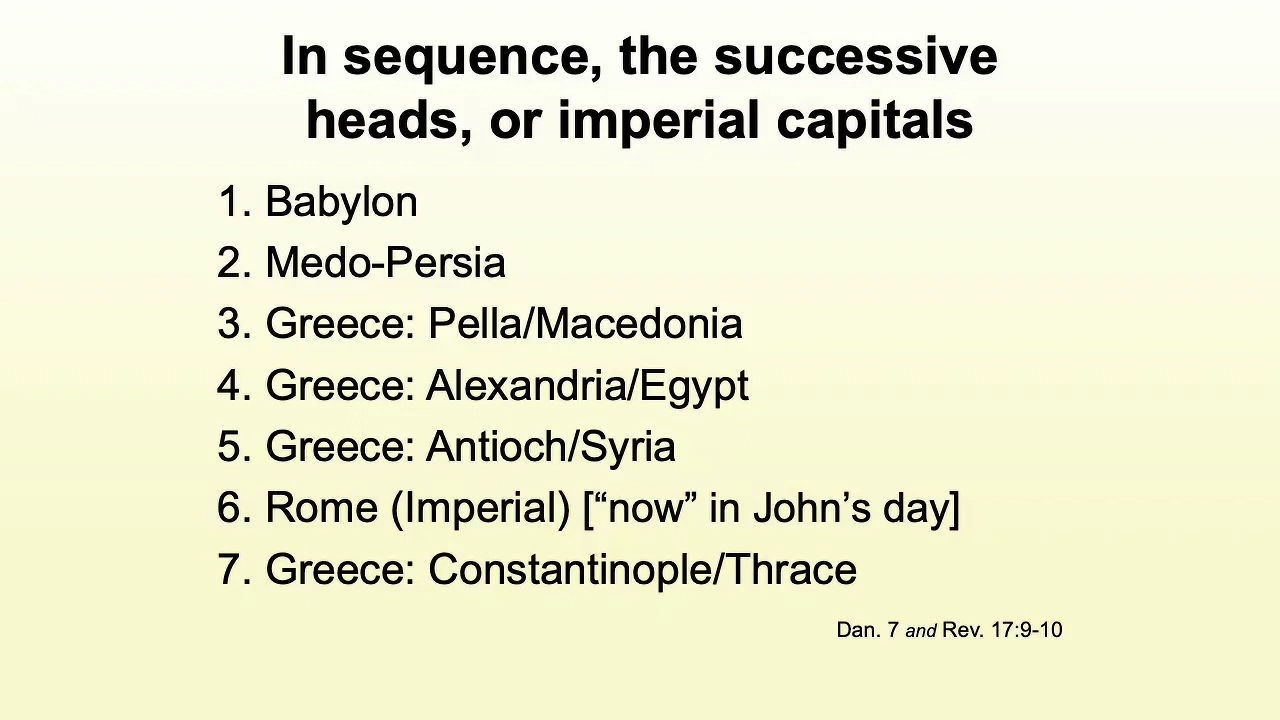 In sequence, the successive
heads, or imperial capitals
1. Babylon
2. Medo-Persia
3. Greece: Pella/Macedonia
4. Greece: Alexandria/Egypt
5. Greece: Antioch/Syria
6. Rome (Imperial) [“now” in John’s day]
7. Greece: Constantinople/Thrace
Dan. 7 and Rev. 17:9-10